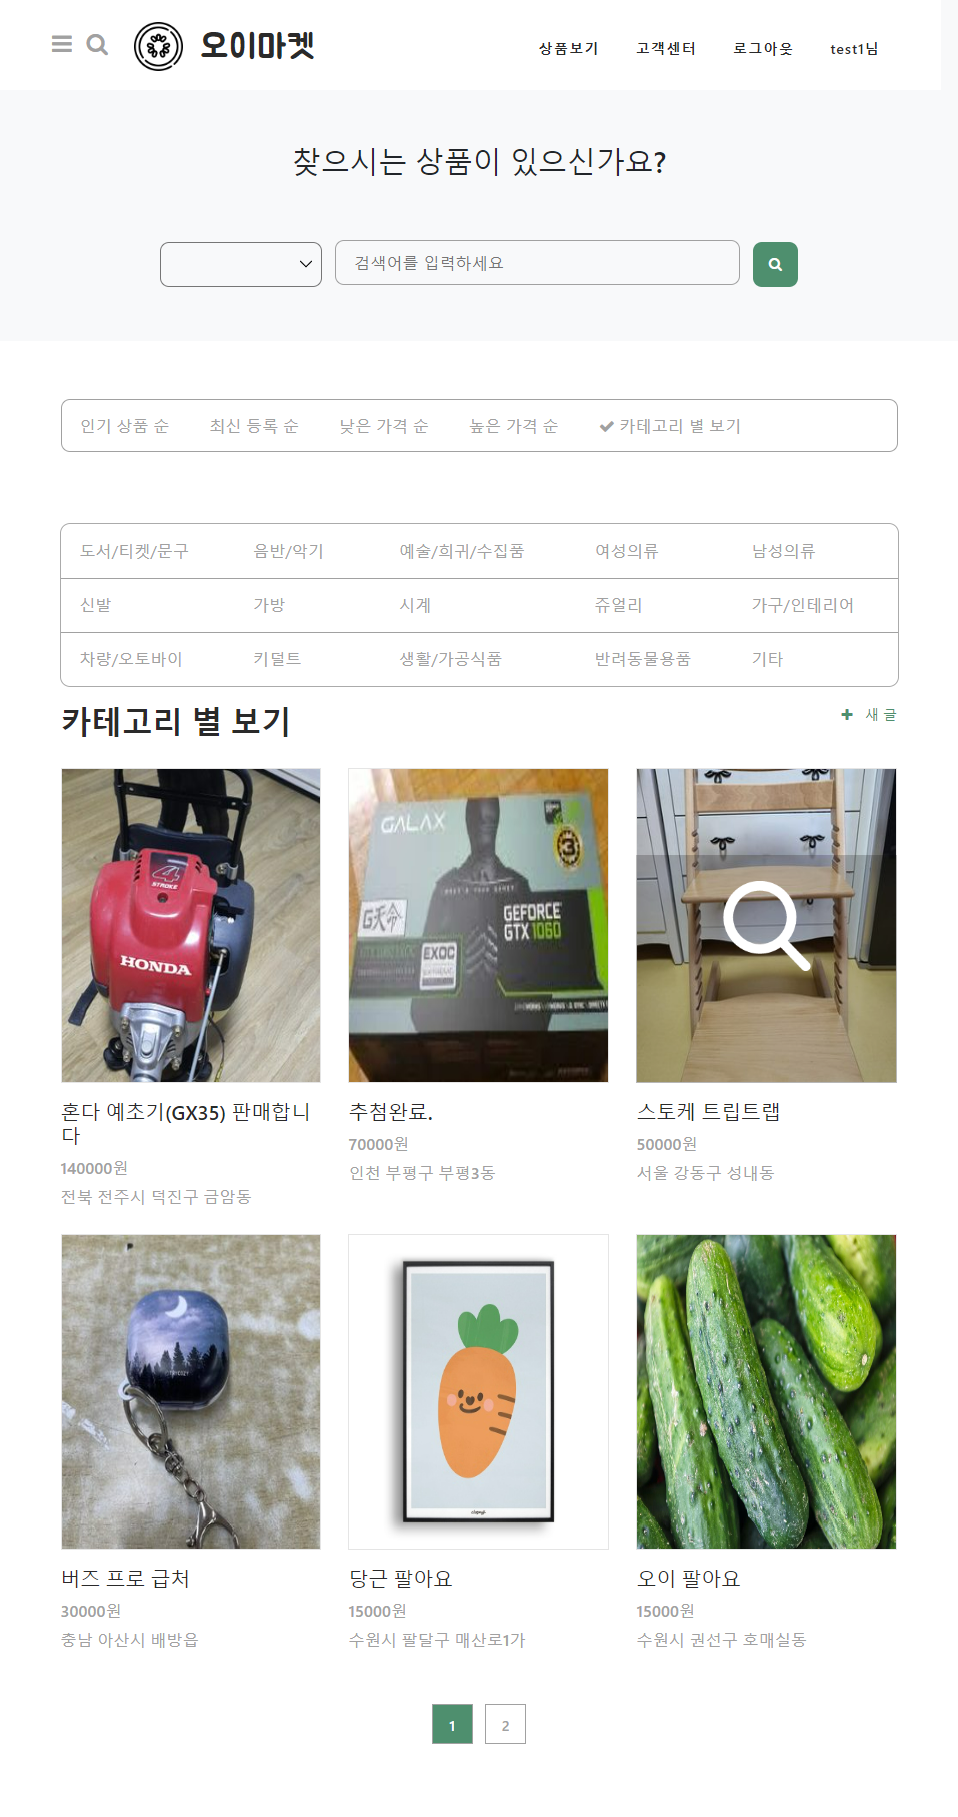 오이마켓
상품보기 고객센터 로그아웃 test1님
찾으시는 상품이 있으신가요?
검색어를 입력하세요
인기 상품 순 최신 등록 순 낮은 가격 순 높은 가격 순 ✔ 카테고리 별 보기
도서/티켓/문구 음반/악기 예술/희귀/수집품 여성의류 남성의류
신발 가방 시계 쥬얼리 가구/인테리어
차량/오토바이 키덜트 생활/가공식품 반려동물용품 기타
카테고리 별 보기
+ 새 글
4
STROKE
HONDA
GALAX
3
WHAT'S YOUR GAME?
G天命
GEFORCE
GTX 1060
EXOC
혼다 예초기(GX35) 판매합니
다
140000원
전북 전주시 덕진구 금암동
추첨완료.
70000원
인천 부평구 부평3동
스토케 트립트랩
50000원
서울 강동구 성내동
버즈 프로 급처
30000원
충남 아산시 배방읍
당근 팔아요
15000원
수원시 팔달구 매산로1가
오이 팔아요
15000원
수원시 권선구 호매실동
1 2